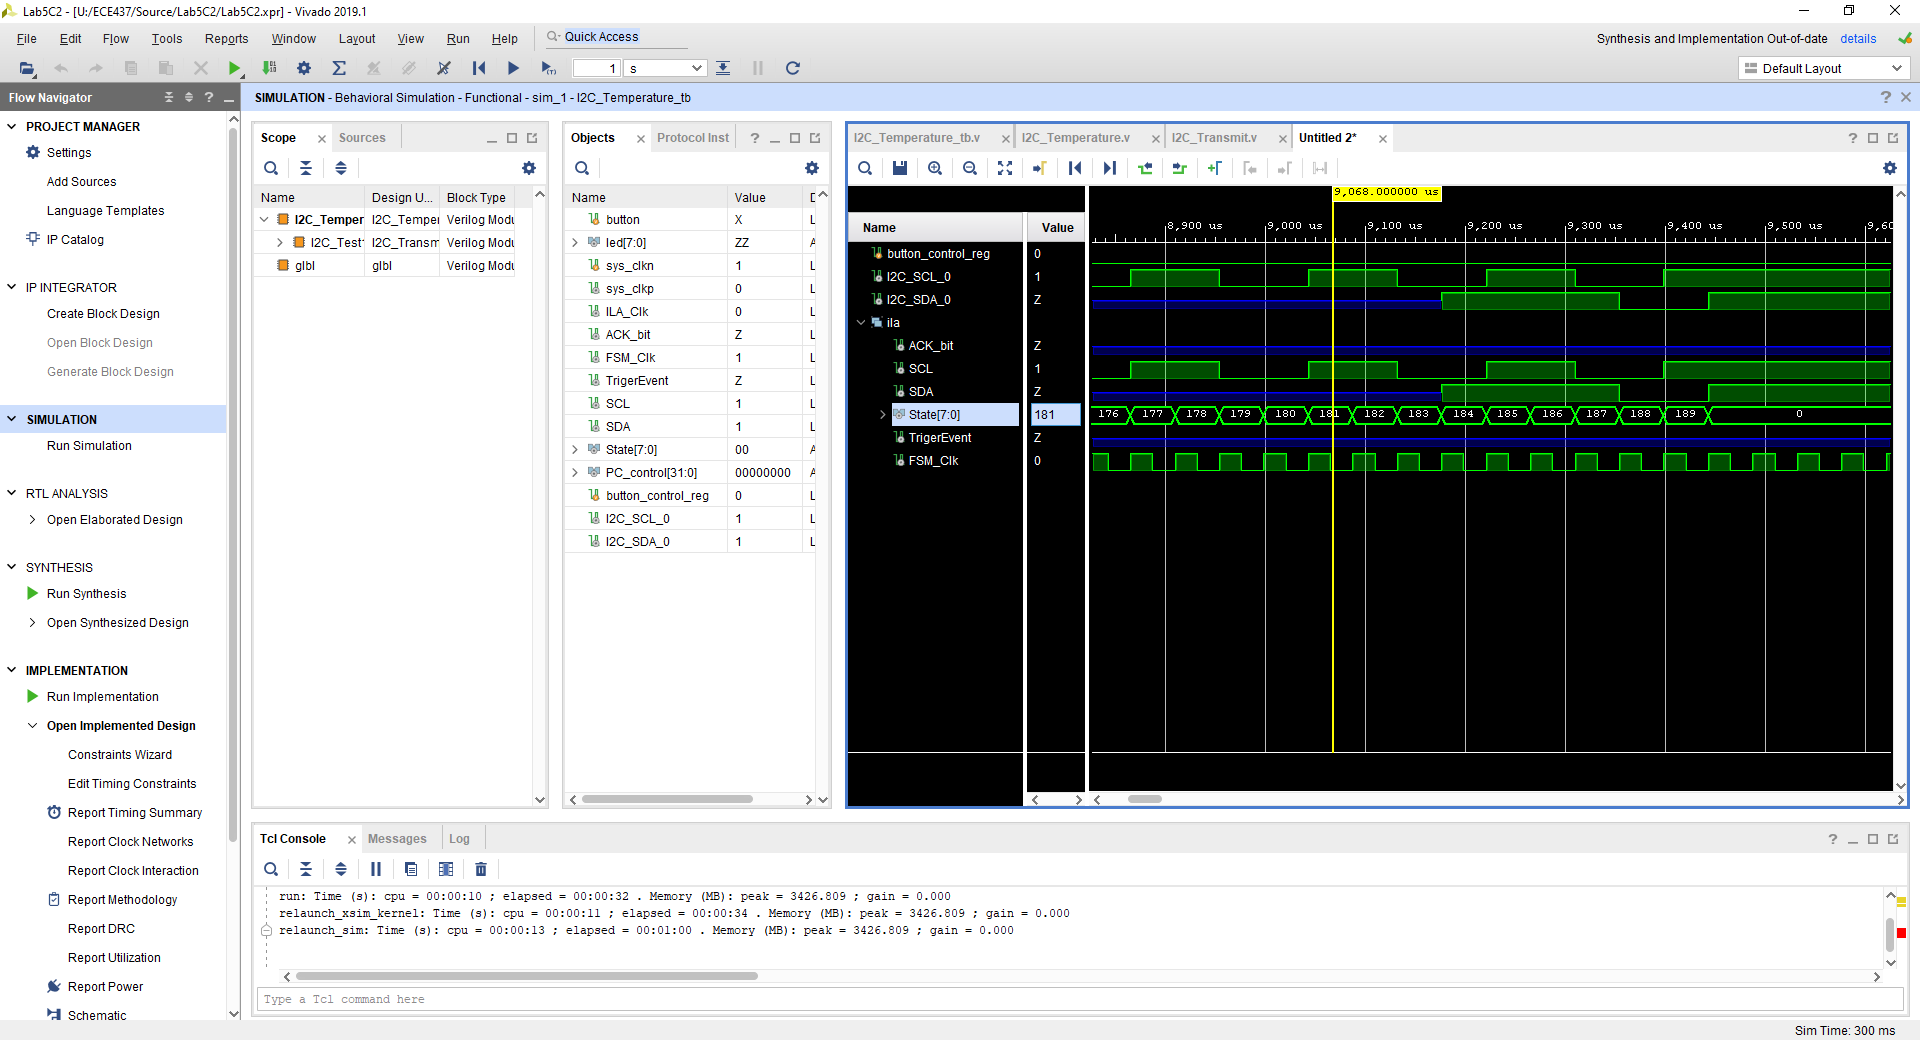 Lab5C2 - [U:/ECE437/Source/Lab5C2/Lab5C2.xpr] - Vivado 2019.1
File Edit Flow Tools Reports Window Layout View Run Help Quick Access
Synthesis and Implementation Out-of-date details
1 s Default Layout
Flow Navigator
PROJECT MANAGER
Settings
Add Sources
Language Templates
IP Catalog
IP INTEGRATOR
Create Block Design
Open Block Design
Generate Block Design
SIMULATION
Run Simulation
RTL ANALYSIS
Open Elaborated Design
SYNTHESIS
Run Synthesis
Open Synthesized Design
IMPLEMENTATION
Run Implementation
Open Implemented Design
Constraints Wizard
Edit Timing Constraints
Report Timing Summary
Report Clock Networks
Report Clock Interaction
Report Methodology
Report DRC
Report Utilization
Report Power
Schematic
SIMULATION - Behavioral Simulation - Functional - sim_1 - I2C_Temperature_tb
Scope Sources
Name Design U... Block Type
I2C_Temper I2C_Temper Verilog Modu
I2C_Test I2C_Transm Verilog Modu
glbl glbl Verilog Modu
Objects Protocol Inst
Name Value D
button X L
led[7:0] ZZ A
sys_clkn 1 L
sys_clkp 0 L
ILA_Clk 0 L
ACK_bit Z L
FSM_Clk 1 L
TrigerEvent Z L
SCL 1 L
SDA 1 L
State[7:0] 00 A
PC_control[31:0] 00000000 A
button_control_reg 0 L
I2C_SCL_0 1 L
I2C_SDA_0 1 L
I2C_Temperature_tb.v I2C_Temperature.v I2C_Transmit.v Untitled 2*
9,068.000000 us
8,900 us 9,000 us 9,100 us 9,200 us 9,300 us 9,400 us 9,500 us 9,60
Name Value
button_control_reg 0
I2C_SCL_0 1
I2C_SDA_0 Z
ila
ACK_bit Z
SCL 1
SDA Z
State[7:0] 181 176 177 178 179 180 181 182 183 184 185 186 187 188 189 0
TrigerEvent Z
FSM_Clk 0
Tcl Console Messages Log
run: Time (s): cpu = 00:00:10 ; elapsed = 00:00:32 . Memory (MB): peak = 3426.809 ; gain = 0.000
relaunch_xsim_kernel: Time (s): cpu = 00:00:11 ; elapsed = 00:00:34 . Memory (MB): peak = 3426.809 ; gain = 0.000
relaunch_sim: Time (s): cpu = 00:00:13 ; elapsed = 00:01:00 . Memory (MB): peak = 3426.809 ; gain = 0.000
Type a Tcl command here
Sim Time: 300 ms